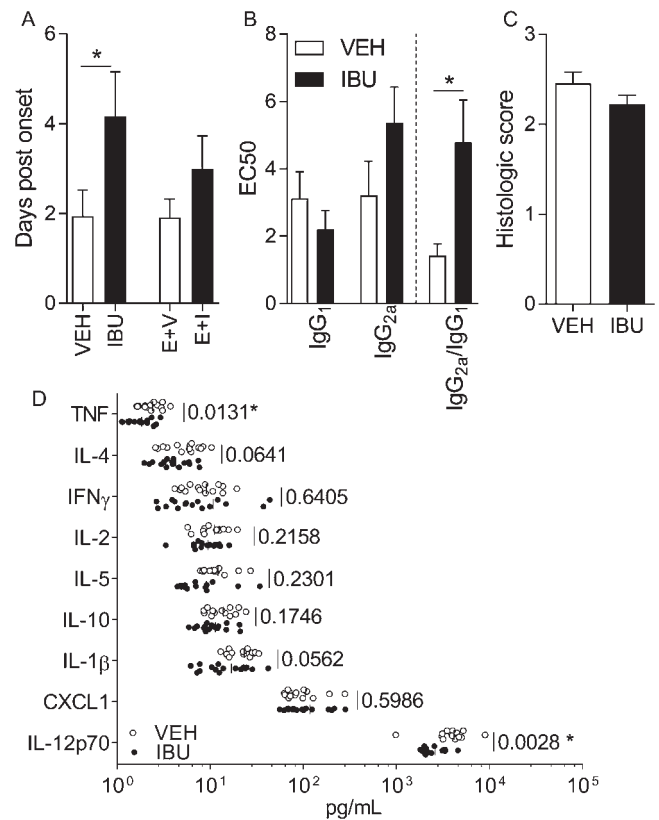 A
Days post onset
6
4
2
0
*
VEH
IBU
E+V
E+I
B
EC50
8
6
4
2
0
VEH
IBU
*
IgG1
IgG2a
IgG2a/IgG1
C
Histologic score
3
2
1
0
VEH
IBU
D
TNF 0.0131*
IL-4 0.0641
IFNγ 0.6405
IL-2 0.2158
IL-5 0.2301
IL-10 0.1746
IL-1β 0.0562
CXCL1 0.5986
IL-12p70 0.0028 *
VEH
IBU
10^0 10^1 10^2 10^3 10^4 10^5
pg/mL